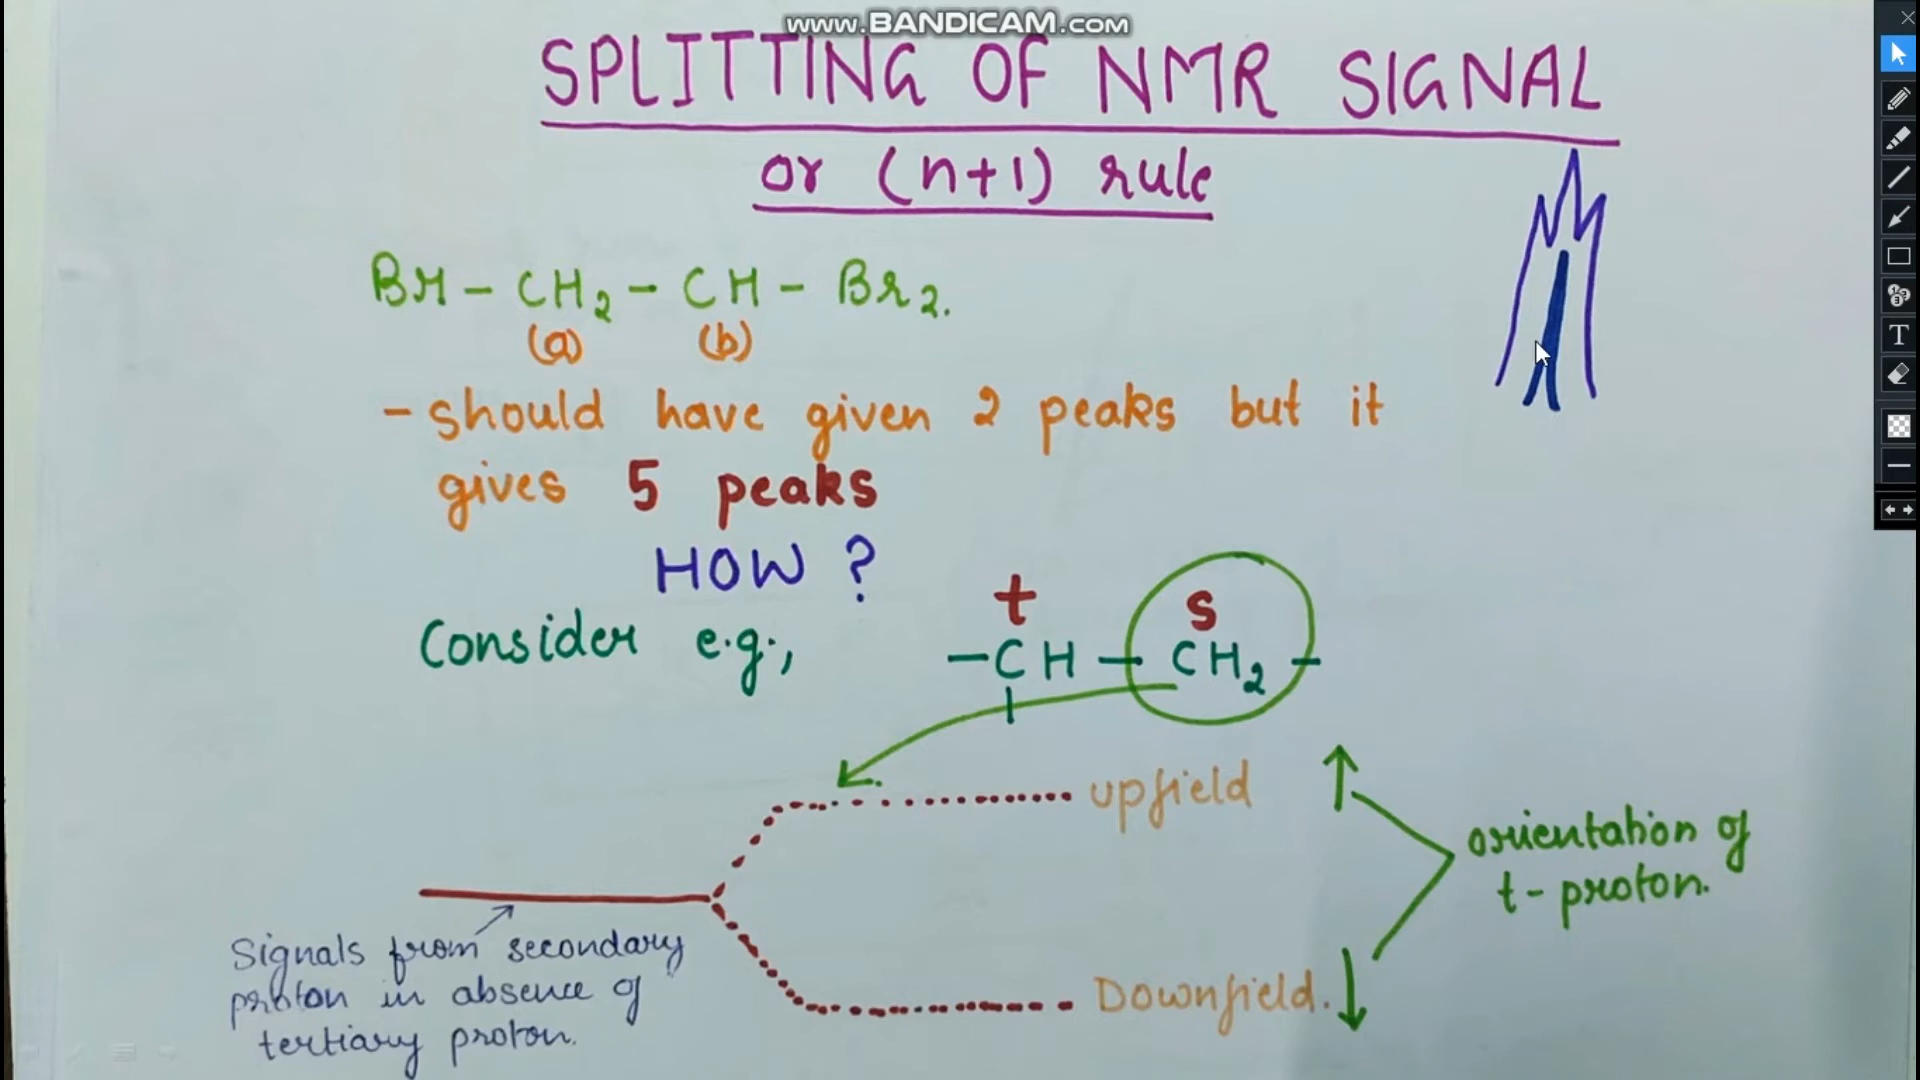 www.BANDICAM.com
SPLITTING OF NMR SIGNAL
or (n+1) rule
Br - CH2 - CH - Br2.
(a) (b)
- should have given 2 peaks but it
gives 5 peaks
HOW ?
Consider e.g.,
t s
-CH - CH2 -
upfield
orientation of
t - proton.
Signals from secondary
proton in absence of
tertiary proton.
Downfield.
T